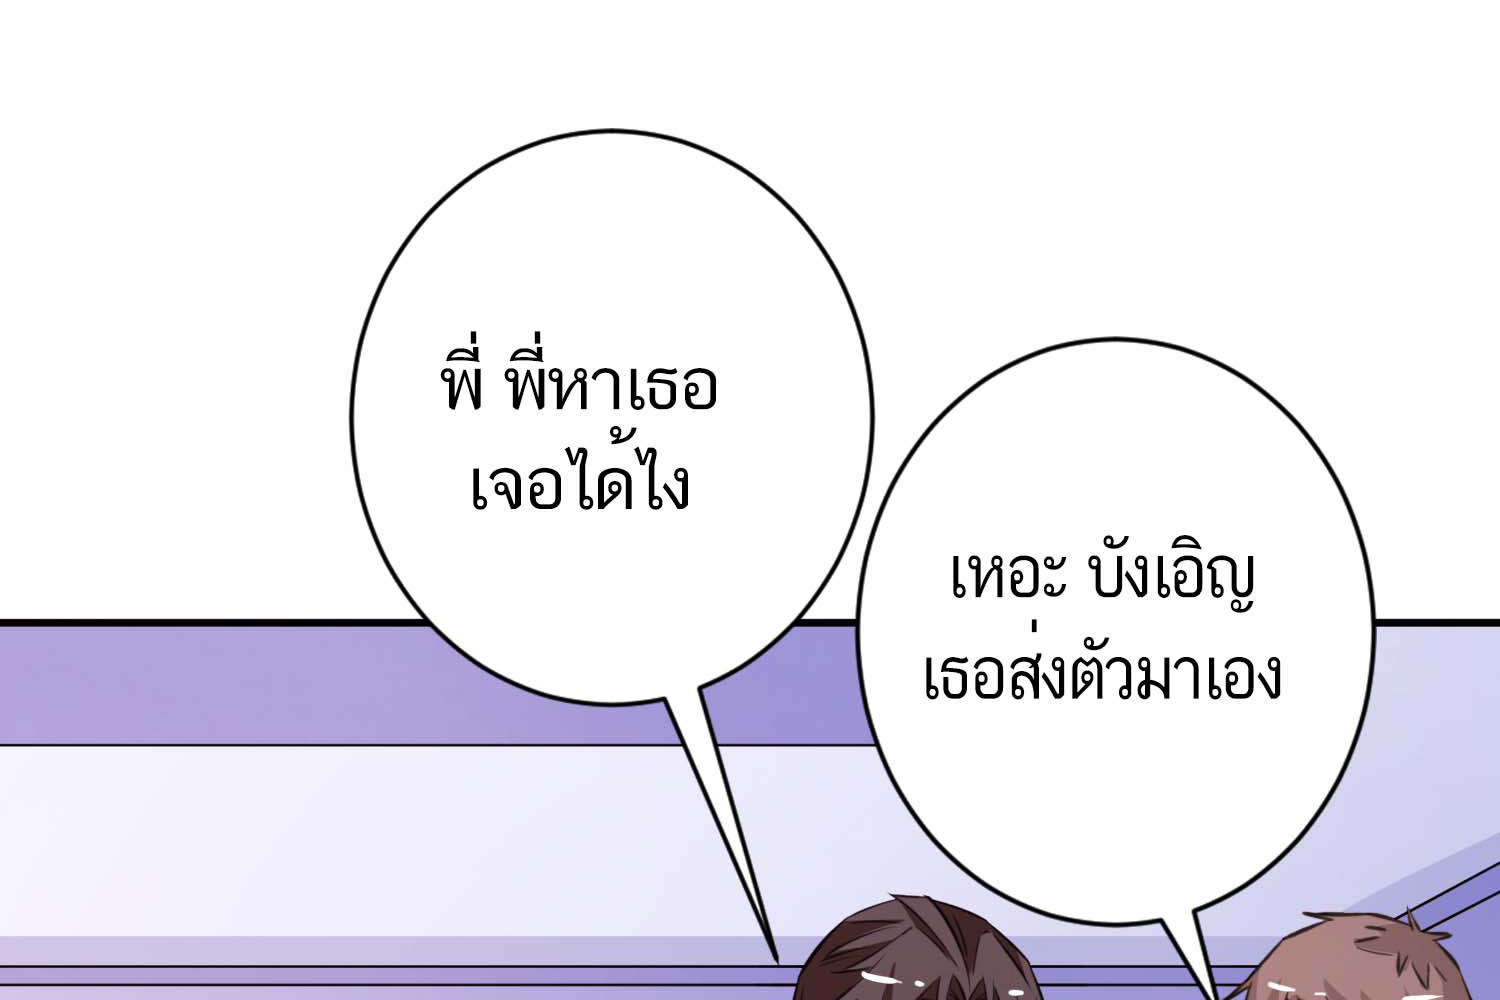 พี่ พี่หาเธอ
เจอได้ไง
เหอะ บังเอิญ
เธอส่งตัวมาเอง